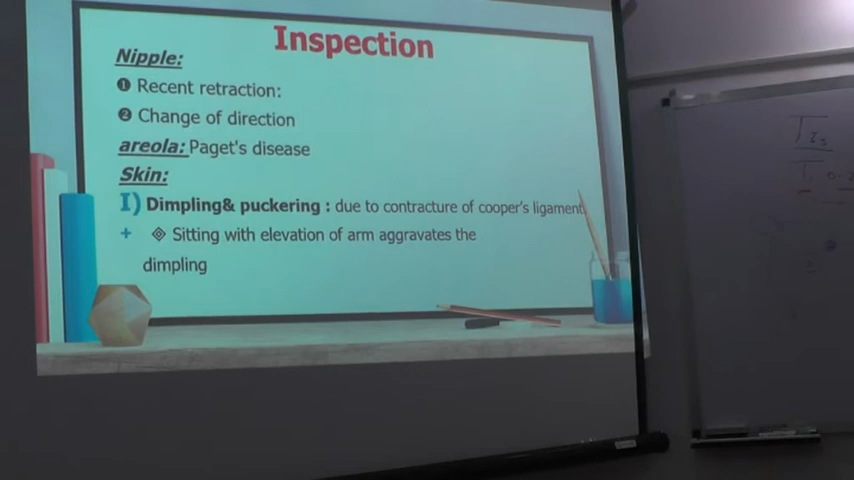 Inspection
Nipple:
❶ Recent retraction:
❷ Change of direction
areola: Paget's disease
Skin:
I) Dimpling& puckering : due to contracture of cooper's ligament.
+ ◈ Sitting with elevation of arm aggravates the
dimpling